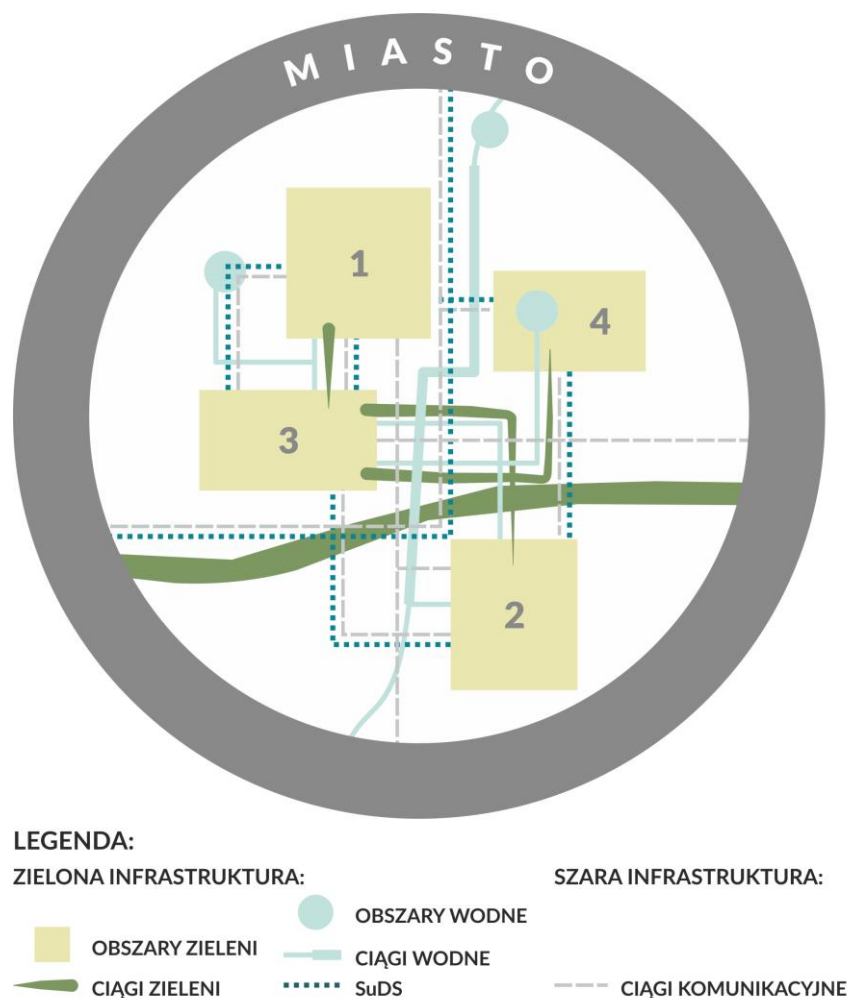 MIASTO
1
4
3
2
LEGENDA:
ZIELONA INFRASTRUKTURA:
SZARA INFRASTRUKTURA:
OBSZARY WODNE
OBSZARY ZIELENI
CIĄGI WODNE
CIĄGI ZIELENI
SuDS
CIĄGI KOMUNIKACYJNE